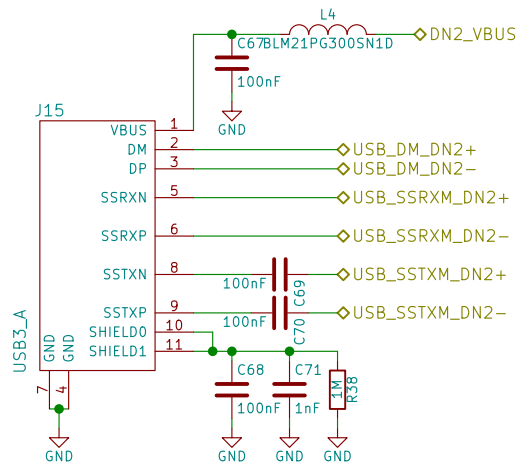 L4
C67 BLM21PG300SN1D DN2_VBUS
100nF
GND
J15
VBUS 1
DM 2 USB_DM_DN2+
DP 3 USB_DM_DN2-
SSRXN 5 USB_SSRXM_DN2+
SSRXP 6 USB_SSRXM_DN2-
SSTXN 8 USB_SSTXM_DN2+
100nF C69
SSTXP 9 USB_SSTXM_DN2-
100nF C70
SHIELD0 10
SHIELD1 11
USB3_A
GND GND
7 4
C68 C71 1M R38
100nF 1nF
GND GND GND GND